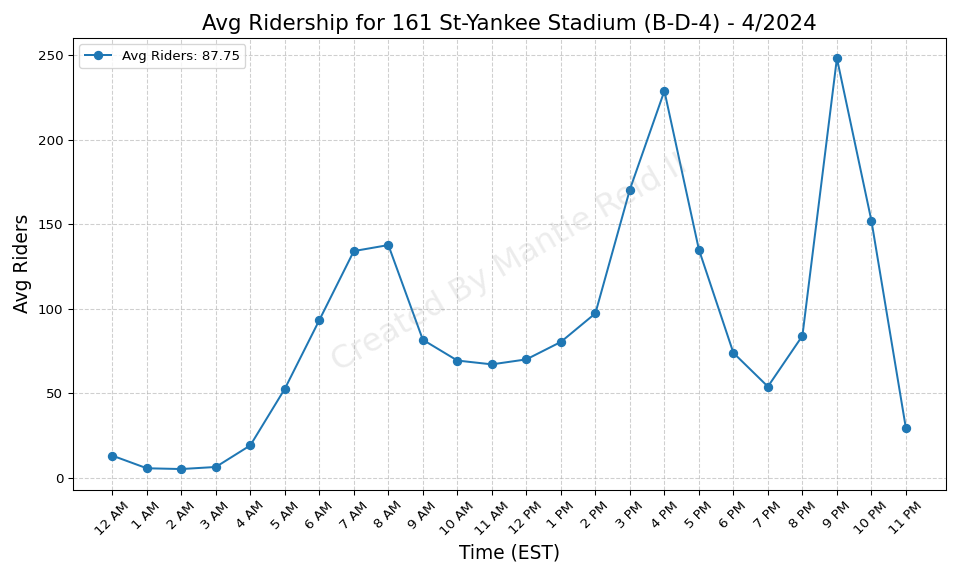 Avg Ridership for 161 St-Yankee Stadium (B-D-4) - 4/2024
Avg Riders: 87.75
250
200
150
100
50
0
Avg Riders
Created By Mantle Reid
12 AM
1 AM
2 AM
3 AM
4 AM
5 AM
6 AM
7 AM
8 AM
9 AM
10 AM
11 AM
12 PM
1 PM
2 PM
3 PM
4 PM
5 PM
6 PM
7 PM
8 PM
9 PM
10 PM
11 PM
Time (EST)